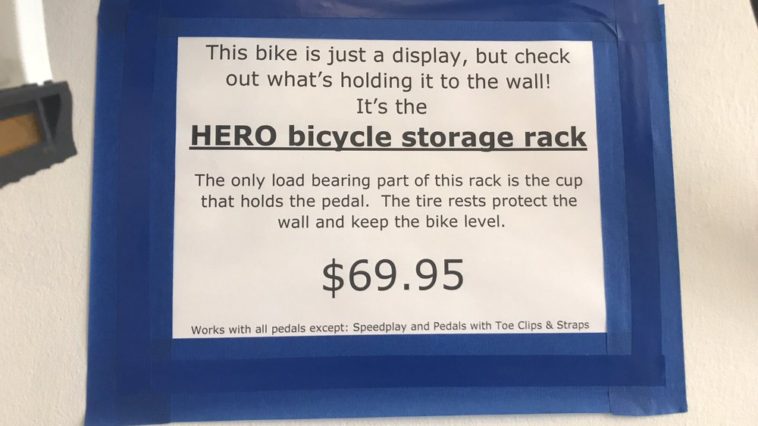 This bike is just a display, but check
out what's holding it to the wall!
It's the
HERO bicycle storage rack
The only load bearing part of this rack is the cup
that holds the pedal. The tire rests protect the
wall and keep the bike level.
$69.95
Works with all pedals except: Speedplay and Pedals with Toe Clips & Straps